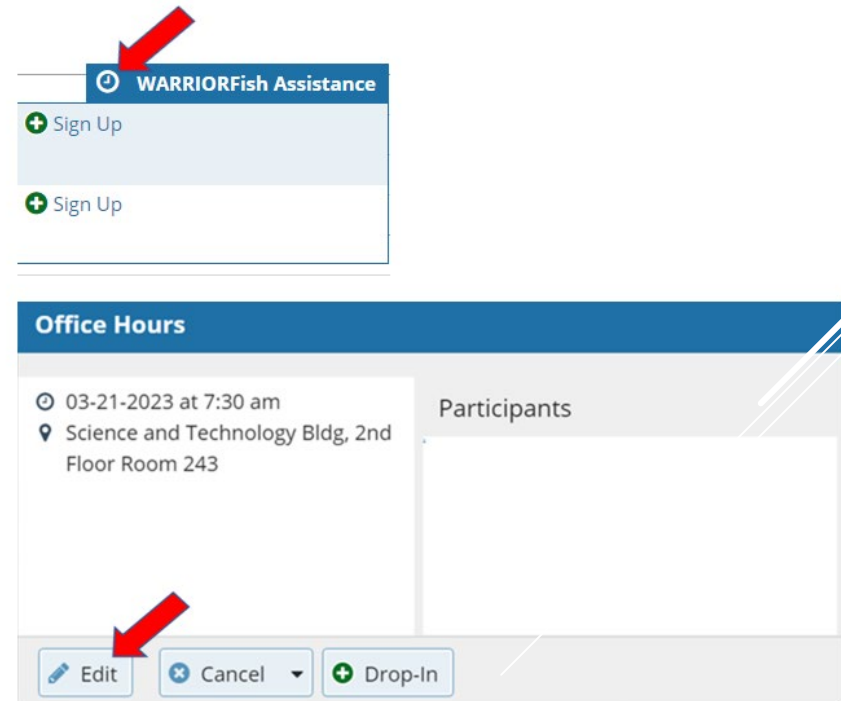 WARRIORFish Assistance
Sign Up
Sign Up
Office Hours
03-21-2023 at 7:30 am
Science and Technology Bldg, 2nd
Floor Room 243
Participants
Edit
Cancel
Drop-In